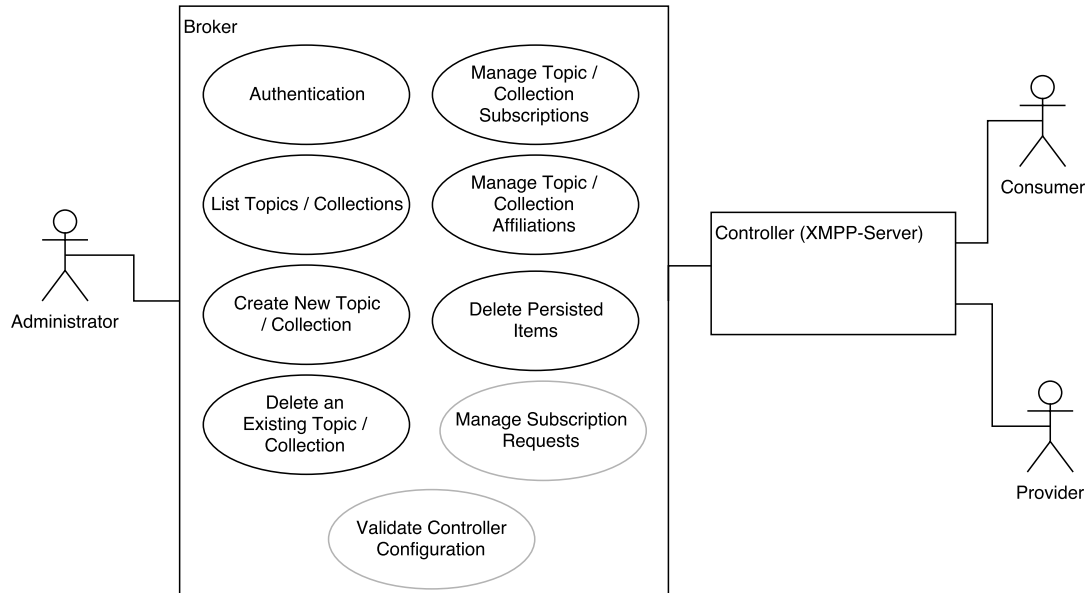 Broker
Authentication
Manage Topic /
Collection
Subscriptions
List Topics / Collections
Manage Topic /
Collection
Affiliations
Create New Topic
/ Collection
Delete Persisted
Items
Delete an
Existing Topic /
Collection
Manage Subscription
Requests
Validate Controller
Configuration
Administrator
Controller (XMPP-Server)
Consumer
Provider